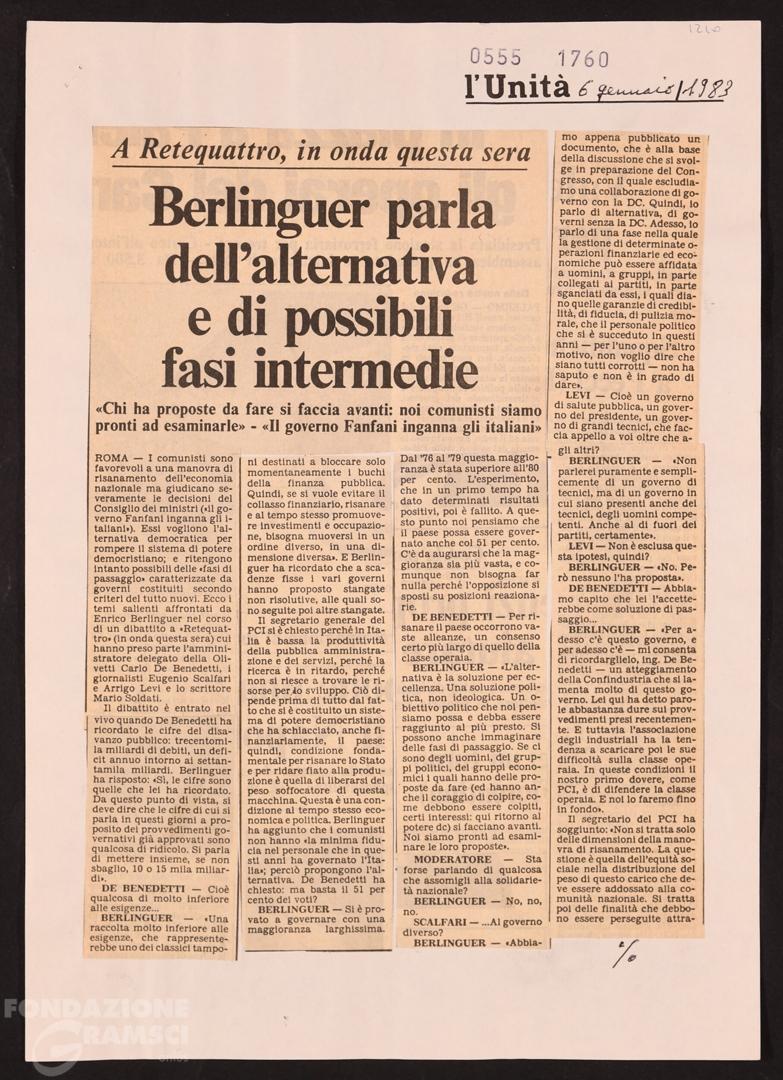 1210
0555 1760
l'Unità 6 gennaio/1983
A Retequattro, in onda questa sera
Berlinguer parla
dell'alternativa
e di possibili
fasi intermedie
«Chi ha proposte da fare si faccia avanti: noi comunisti siamo
pronti ad esaminarle» - «Il governo Fanfani inganna gli italiani»
ROMA — I comunisti sono
favorevoli a una manovra di
risanamento dell'economia
nazionale ma giudicano se-
veramente le decisioni del
Consiglio dei ministri («il go-
verno Fanfani inganna gli i-
taliani»). Essi vogliono l'al-
ternativa democratica per
rompere il sistema di potere
democristiano; e ritengono
intanto possibili delle «fasi di
passaggio» caratterizzate da
governi costituiti secondo
criteri del tutto nuovi. Ecco i
temi salienti affrontati da
Enrico Berlinguer nel corso
di un dibattito a «Retequat-
tro» (in onda questa sera) cui
hanno preso parte l'ammini-
stratore delegato della Oli-
vetti Carlo De Benedetti, i
giornalisti Eugenio Scalfari
e Arrigo Levi e lo scrittore
Mario Soldati.
Il dibattito è entrato nel
vivo quando De Benedetti ha
ricordato le cifre del disa-
vanzo pubblico: trecentomi-
la miliardi di debiti, un defi-
cit annuo intorno ai settan-
tamila miliardi. Berlinguer
ha risposto: «Sì, le cifre sono
quelle che lei ha ricordato.
Da questo punto di vista, si
deve dire che le cifre di cui si
parla in questi giorni a pro-
posito dei provvedimenti go-
vernativi già approvati sono
qualcosa di ridicolo. Si parla
di mettere insieme, se non
sbaglio, 10 o 15 mila miliar-
di».
DE BENEDETTI — Cioè
qualcosa di molto inferiore
alle esigenze...
BERLINGUER — «Una
raccolta molto inferiore alle
esigenze, che rappresente-
rebbe uno dei classici tampo-
ni destinati a bloccare solo
momentaneamente i buchi
della finanza pubblica.
Quindi, se si vuole evitare il
collasso finanziario, risanare
e al tempo stesso promuove-
re investimenti e occupazio-
ne, bisogna muoversi in un
ordine diverso, in una di-
mensione diversa». E Berlin-
guer ha ricordato che a sca-
denze fisse i vari governi
hanno proposto stangate
non risolutive, alle quali so-
no seguite poi altre stangate.
Il segretario generale del
PCI si è chiesto perché in Ita-
lia è bassa la produttività
della pubblica amministra-
zione e dei servizi, perché la
ricerca è in ritardo, perché
non si riesce a trovare le ri-
sorse per lo sviluppo. Ciò di-
pende prima di tutto dal fat-
to che si è costituito un siste-
ma di potere democristiano
che ha schiacciato, anche fi-
nanziariamente, il paese:
quindi, condizione fonda-
mentale per risanare lo Stato
e per ridare fiato alla produ-
zione è quella di liberarsi del
peso soffocatore di questa
macchina. Questa è una con-
dizione al tempo stesso eco-
nomica e politica. Berlinguer
ha aggiunto che i comunisti
non hanno «la minima fidu-
cia nel personale che in que-
sti anni ha governato l'Ita-
lia»; perciò propongono l'al-
ternativa. De Benedetti ha
chiesto: ma basta il 51 per
cento dei voti?
BERLINGUER — Si è pro-
vato a governare con una
maggioranza larghissima.
Dal '76 al '79 questa maggio-
ranza è stata superiore all'80
per cento. L'esperimento,
che in un primo tempo ha
dato determinati risultati
positivi, poi è fallito. A que-
sto punto noi pensiamo che
il paese possa essere gover-
nato anche col 51 per cento.
C'è da augurarsi che la mag-
gioranza sia più vasta, e co-
munque non bisogna far
nulla perché l'opposizione si
sposti su posizioni reaziona-
rie.
DE BENEDETTI — Per ri-
sanare il paese occorrono va-
ste alleanze, un consenso
certo più largo di quello della
classe operaia.
BERLINGUER — «L'alter-
nativa è la soluzione per ec-
cellenza. Una soluzione poli-
tica, non ideologica. Un o-
biettivo politico che noi pen-
siamo possa e debba essere
raggiunto al più presto. Si
possono anche immaginare
delle fasi di passaggio. Se ci
sono degli uomini, dei grup-
pi politici, dei gruppi econo-
mici i quali hanno delle pro-
poste da fare (ed hanno an-
che il coraggio di colpire, co-
me debbono essere colpiti,
certi interessi: qui ritorno al
potere dc) si facciano avanti.
Noi siamo pronti ad esami-
nare le loro proposte».
MODERATORE — Sta
forse parlando di qualcosa
che assomigli alla solidarie-
tà nazionale?
BERLINGUER — No, no,
no.
SCALFARI — ...Al governo
diverso?
BERLINGUER — «Abbia-
mo appena pubblicato un
documento, che è alla base
della discussione che si svol-
ge in preparazione del Con-
gresso, con il quale escludia-
mo una collaborazione di go-
verno con la DC. Quindi, io
parlo di alternativa, di go-
verni senza la DC. Adesso, io
parlo di una fase nella quale
la gestione di determinate o-
perazioni finanziarie ed eco-
nomiche può essere affidata
a uomini, a gruppi, in parte
collegati ai partiti, in parte
sganciati da essi, i quali dia-
no quelle garanzie di credibi-
lità, di fiducia, di pulizia mo-
rale, che il personale politico
che si è succeduto in questi
anni — per l'uno o per l'altro
motivo, non voglio dire che
siano tutti corrotti — non ha
saputo e non è in grado di
dare».
LEVI — Cioè un governo
di salute pubblica, un gover-
no del presidente, un gover-
no di grandi tecnici, che fac-
cia appello a voi oltre che a-
gli altri?
BERLINGUER — «Non
parlerei puramente e sempli-
cemente di un governo di
tecnici, ma di un governo in
cui siano presenti anche dei
tecnici, degli uomini compe-
tenti. Anche al di fuori dei
partiti, certamente».
LEVI — Non è esclusa que-
sta ipotesi, quindi?
BERLINGUER — «No. Pe-
rò nessuno l'ha proposta».
DE BENEDETTI — Abbia-
mo capito che lei l'accette-
rebbe come soluzione di pas-
saggio...
BERLINGUER — «Per a-
desso c'è questo governo, e
per adesso c'è — mi consenta
di ricordarglielo, ing. De Be-
nedetti — un atteggiamento
della Confindustria che si la-
menta molto di questo go-
verno. Lei qui ha detto paro-
le abbastanza dure sui prov-
vedimenti presi recentemen-
te. E tuttavia l'associazione
degli industriali ha la ten-
denza a scaricare poi le sue
difficoltà sulla classe ope-
raia. In queste condizioni il
nostro primo dovere, come
PCI, è di difendere la classe
operaia. E noi lo faremo fino
in fondo».
Il segretario del PCI ha
soggiunto: «Non si tratta solo
delle dimensioni della mano-
vra di risanamento. La que-
stione è quella dell'equità so-
ciale nella distribuzione del
peso di questo carico che de-
ve essere addossato alla co-
munità nazionale. Si tratta
poi delle finalità che debbo-
no essere perseguite attra-
%
FONDAZIONE
GRAMSCI